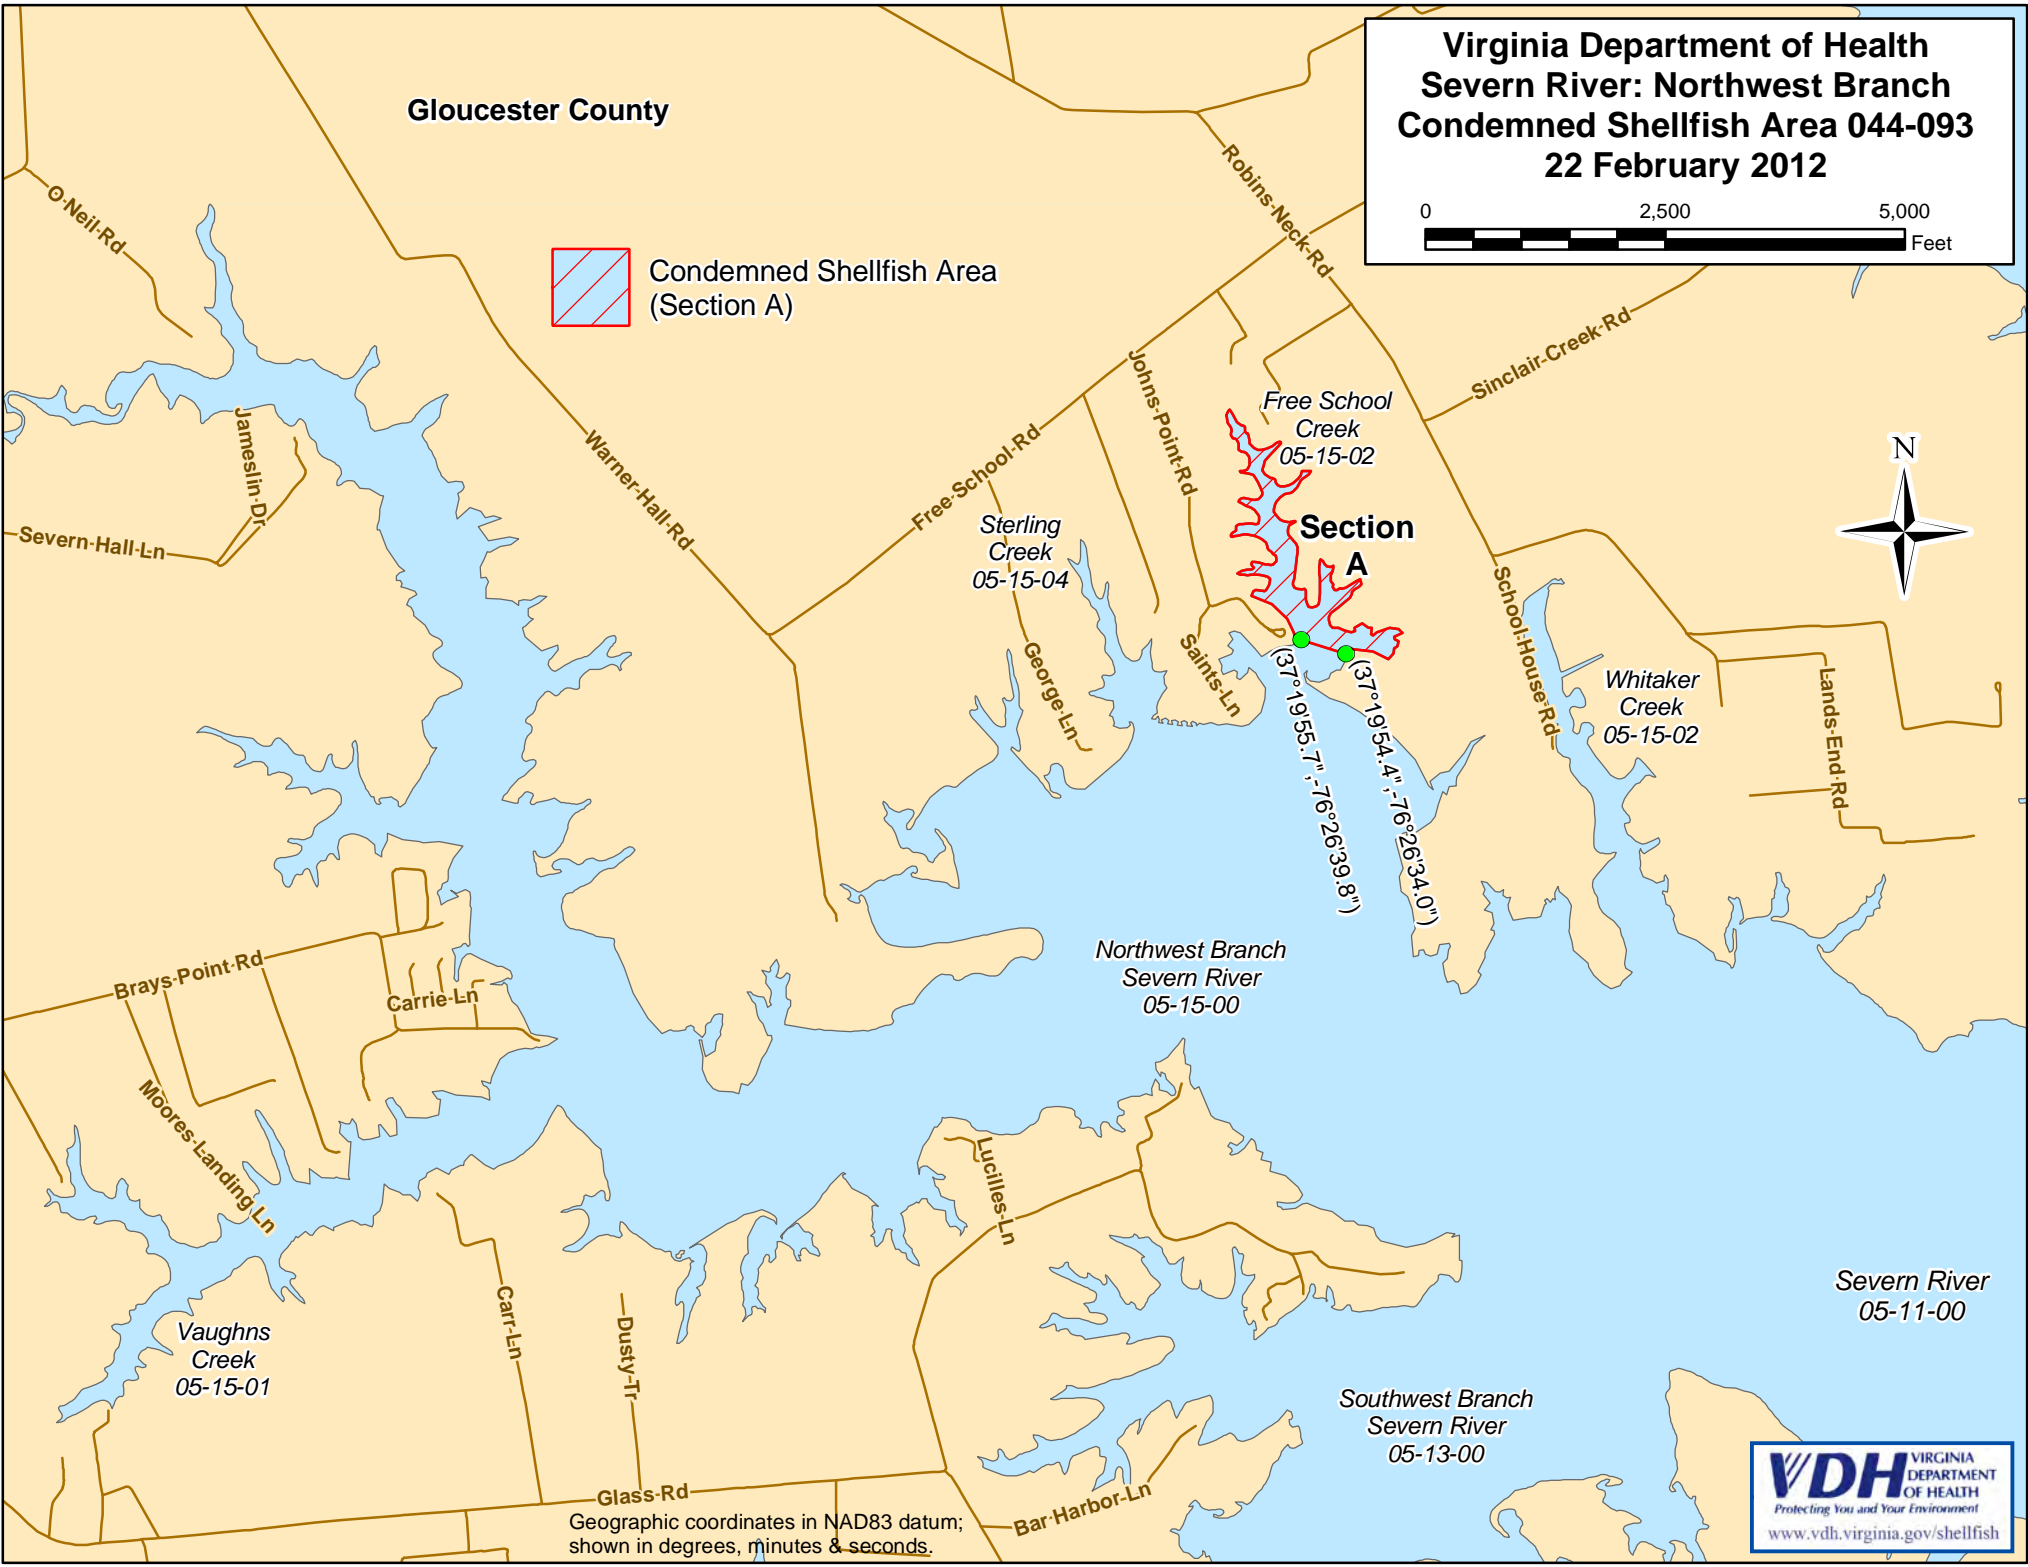 Virginia Department of Health
Severn River: Northwest Branch
Condemned Shellfish Area 044-093
22 February 2012
0 2,500 5,000
Feet
Gloucester County
Condemned Shellfish Area
(Section A)
O-Neil-Rd
Robins-Neck-Rd
Sinclair-Creek-Rd
Johns-Point-Rd
Free School
Creek
05-15-02
Jameslin-Dr
Warner-Hall-Rd
Free-School-Rd
N
Severn-Hall-Ln
Sterling
Creek
05-15-04
Section
A
School-House-Rd
George-Ln
Saints-Ln
(37°19'55.7",-76°26'39.8")
(37°19'54.4",-76°26'34.0")
Whitaker
Creek
05-15-02
Lands-End-Rd
Northwest Branch
Severn River
05-15-00
Brays-Point-Rd
Carrie-Ln
Moores-Landing-Ln
Lucilles-Ln
Severn River
05-11-00
Vaughns
Creek
05-15-01
Carr-Ln
Dusty-Tr
Southwest Branch
Severn River
05-13-00
Glass-Rd
Bar-Harbor-Ln
Geographic coordinates in NAD83 datum;
shown in degrees, minutes & seconds.
VDH VIRGINIA
DEPARTMENT
OF HEALTH
Protecting You and Your Environment
www.vdh.virginia.gov/shellfish